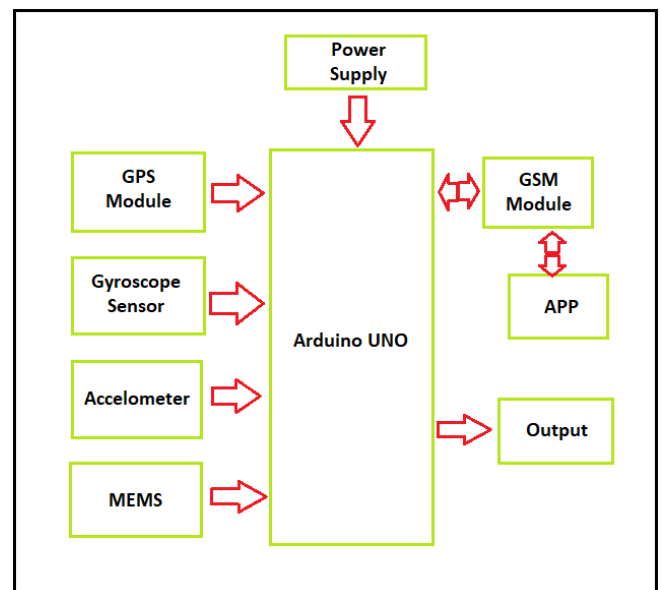 Power
Supply
GPS
Module
GSM
Module
Gyroscope
Sensor
APP
Arduino UNO
Accelometer
Output
MEMS